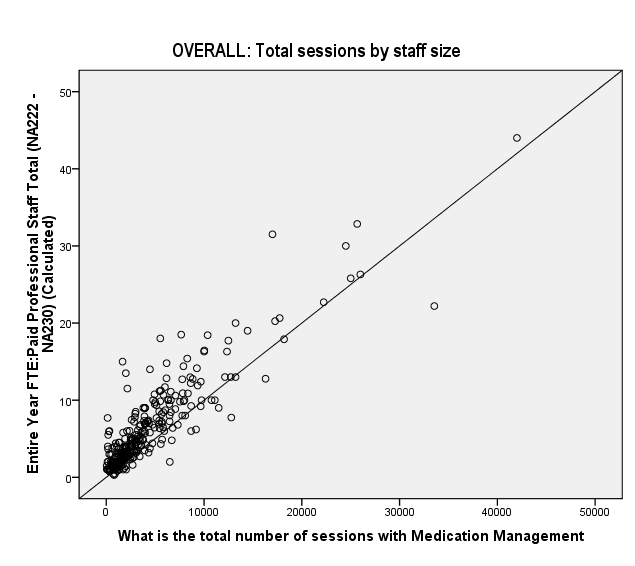 OVERALL: Total sessions by staff size
Entire Year FTE:Paid Professional Staff Total (NA222 -
NA230) (Calculated)
50
40
30
20
10
0
0 10000 20000 30000 40000 50000
What is the total number of sessions with Medication Management